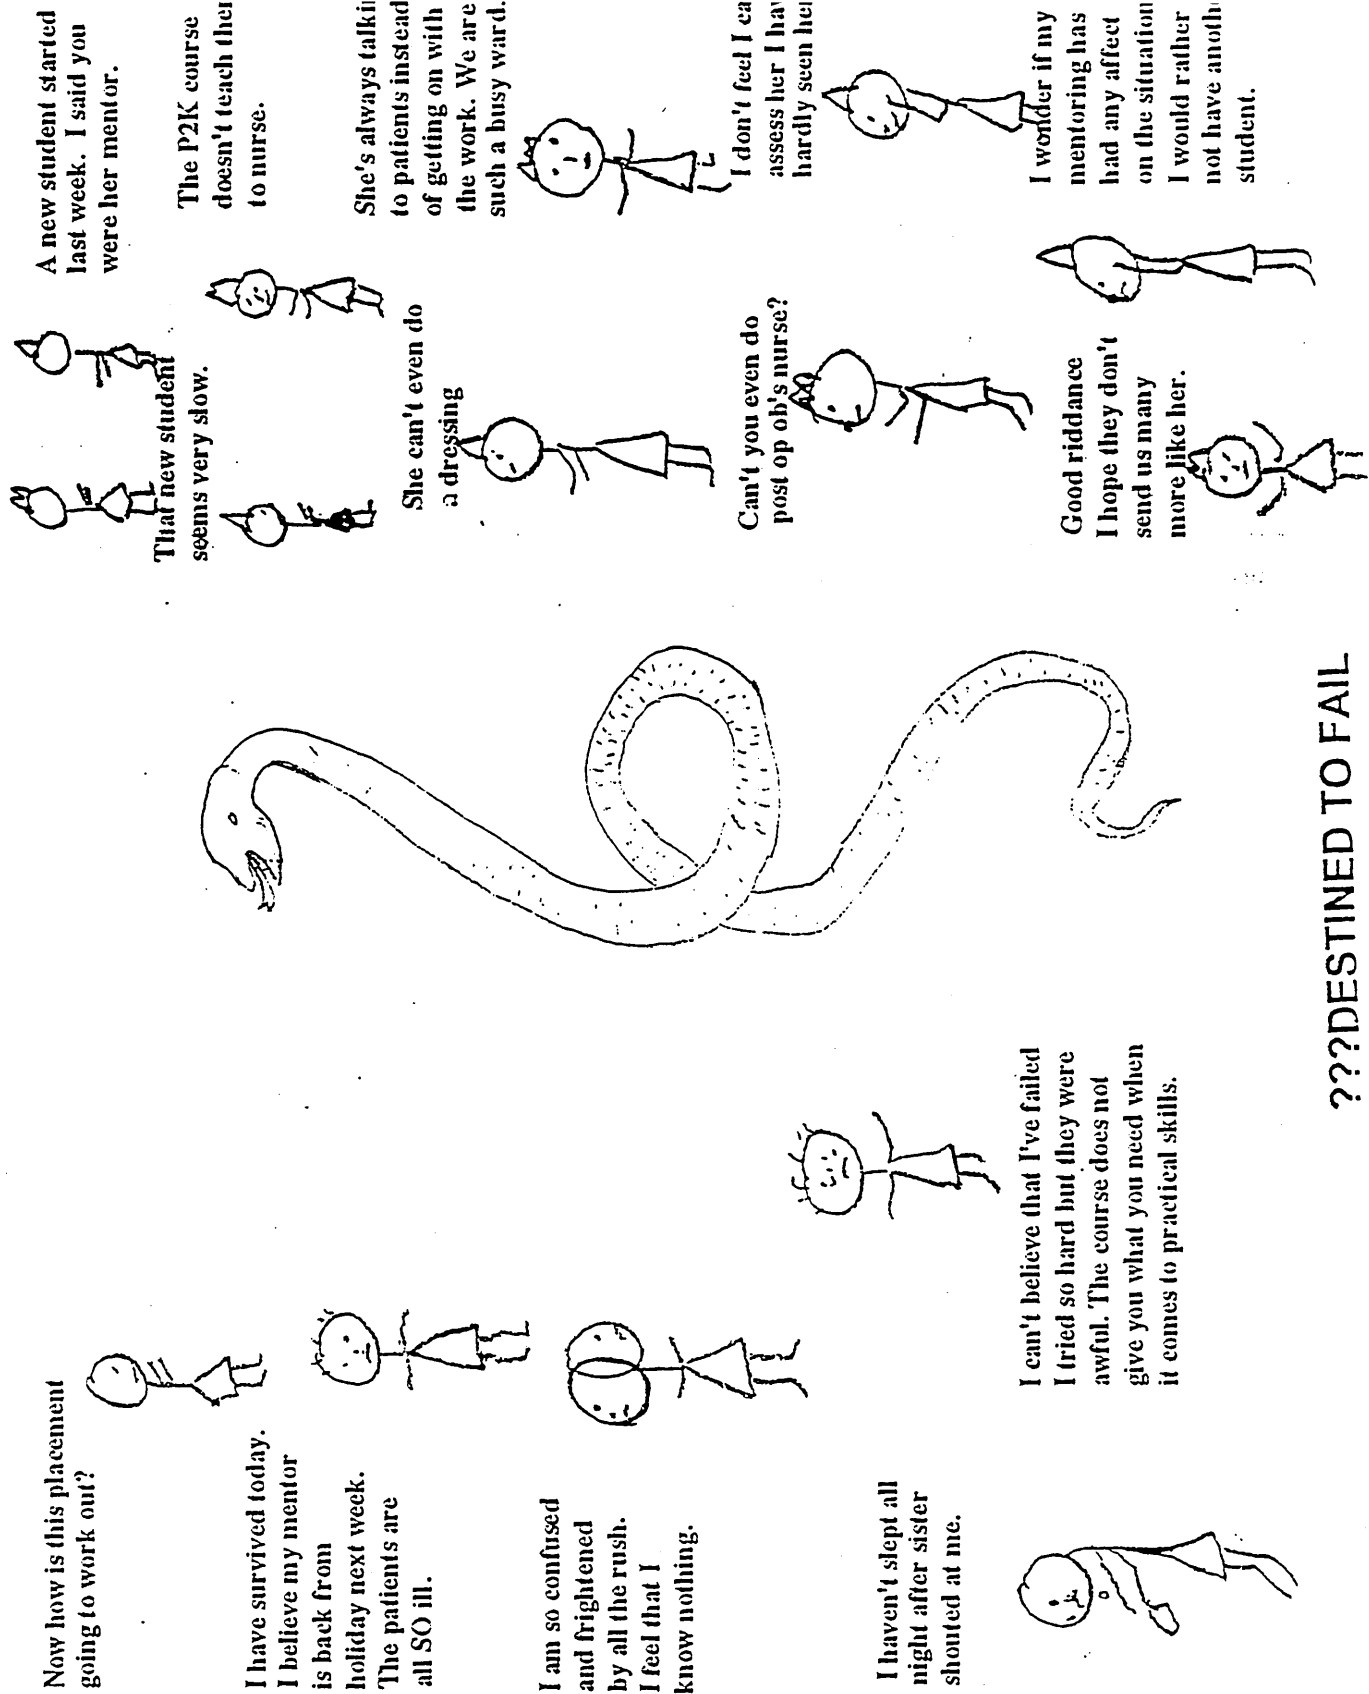 Now how is this placement
going to work out?
I have survived today.
I believe my mentor
is back from
holiday next week.
The patients are
all SO ill.
I am so confused
and frightened
by all the rush.
I feel that I
know nothing.
I haven't slept all
night after sister
shouted at me.
I can't believe that I've failed
I tried so hard but they were
awful. The course does not
give you what you need when
it comes to practical skills.
A new student started
last week. I said you
were her mentor.
That new student
seems very slow.
The P2K course
doesn't teach
to nurse.
She can't even do
a dressing
She's always
to patients instead
of getting on with
the work. We are
such a busy ward.
Can't you even do
post op ob's nurse?
I don't feel I
assess her I
hardly seen
Good riddance
I hope they don't
send us many
more like her.
I wonder if my
mentoring has
had any affect
on the situation
I would rather
not have
student.
???DESTINED TO FAIL